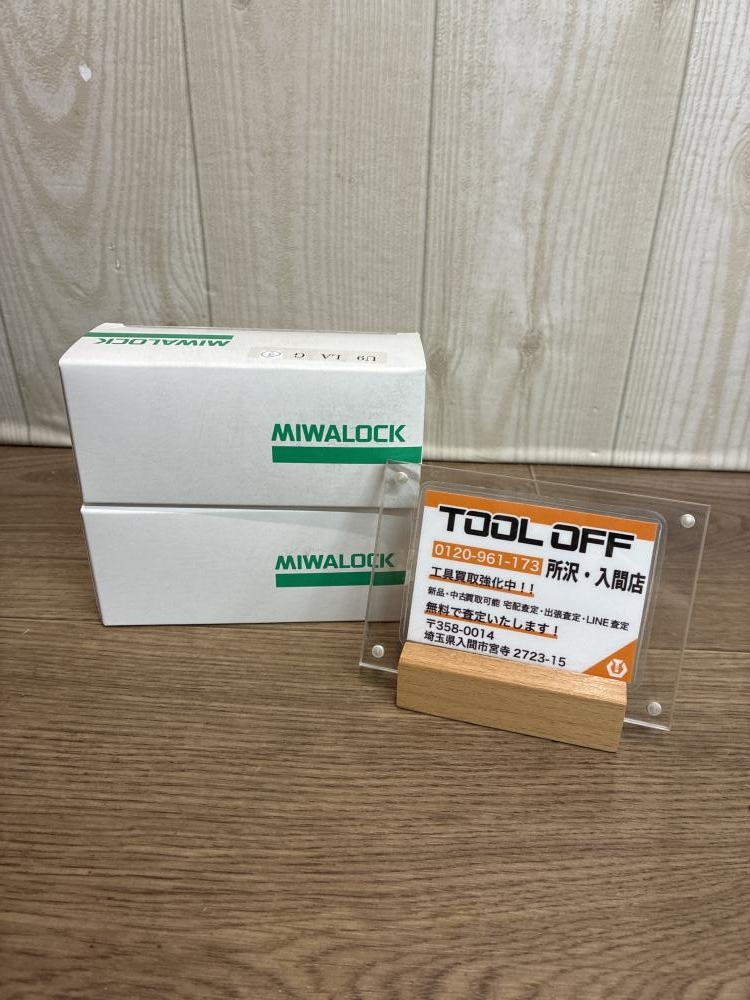 MIWALOCK
U9 LA G ③
MIWALOCK
MIWALOCK
TOOL OFF
0120-961-173 所沢・入間店
工具買取強化中！！
新品・中古買取可能 宅配査定・出張査定・LINE査定
無料で査定いたします！
〒358-0014
埼玉県入間市宮寺 2723-15